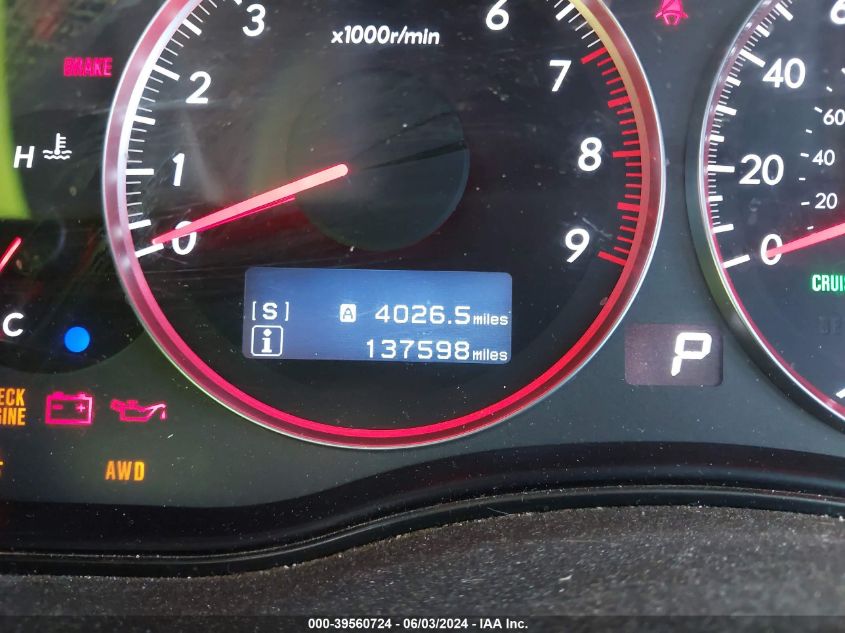 3
x1000r/min
6
BRAKE
2
7
40
60
H
1
8
20
40
20
0
9
0
[S] A 4026.5 miles
i 137598 miles
CRUIS
C
P
ECK
GINE
AWD
000-39560724 - 06/03/2024 - IAA Inc.